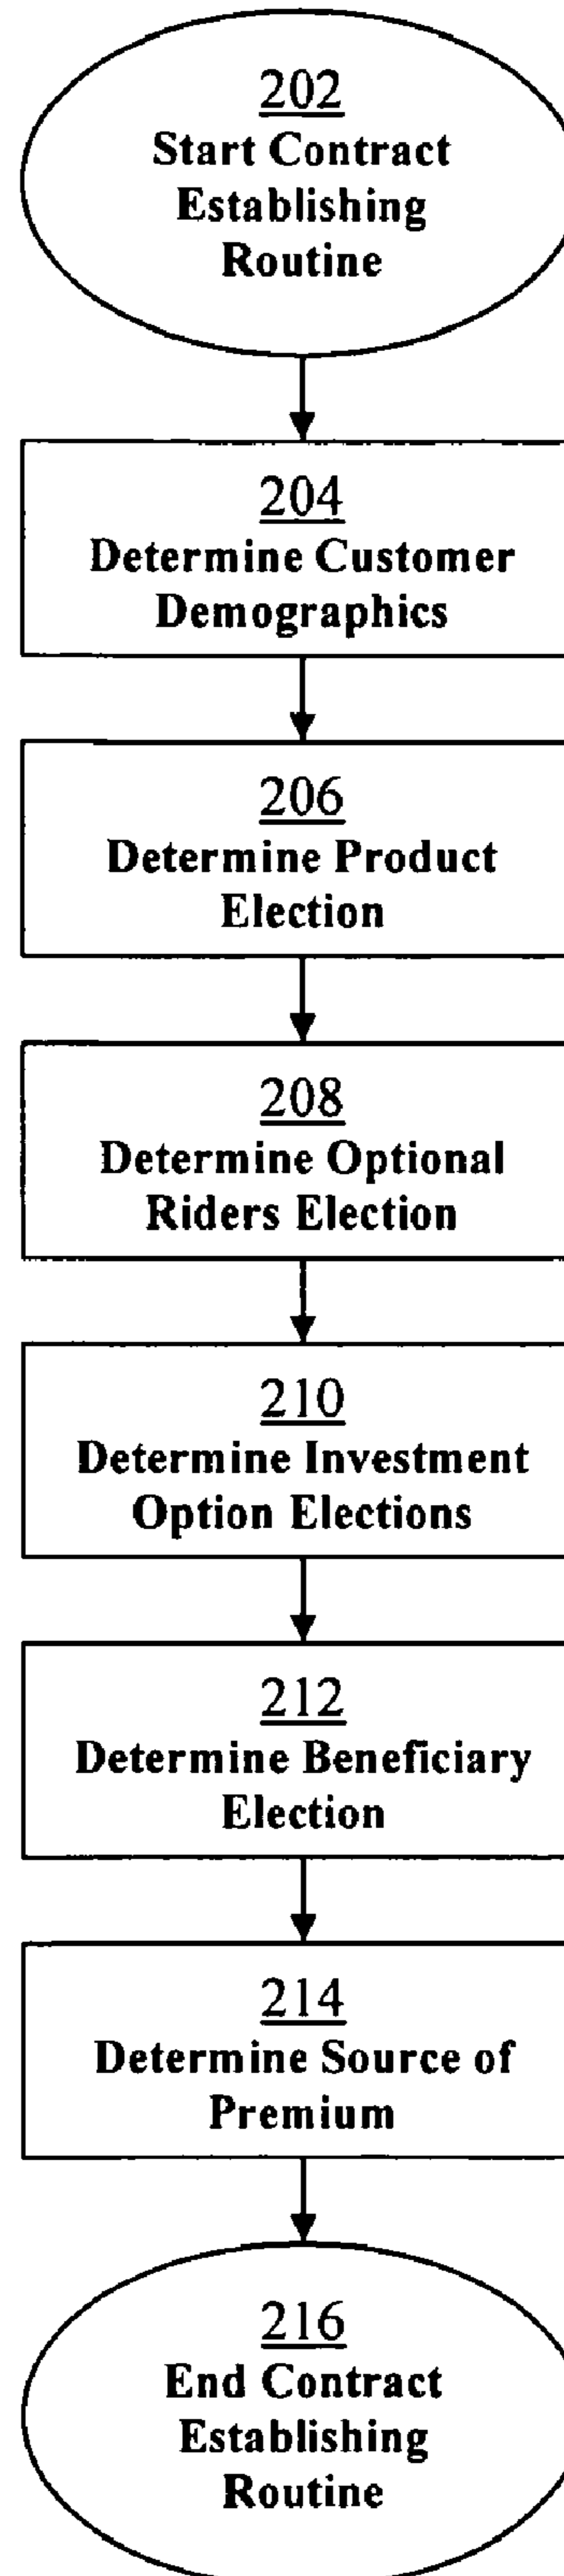 202
Start Contract
Establishing
Routine
204
Determine Customer
Demographics
206
Determine Product
Election
208
Determine Optional
Riders Election
210
Determine Investment
Option Elections
212
Determine Beneficiary
Election
214
Determine Source of
Premium
216
End Contract
Establishing
Routine